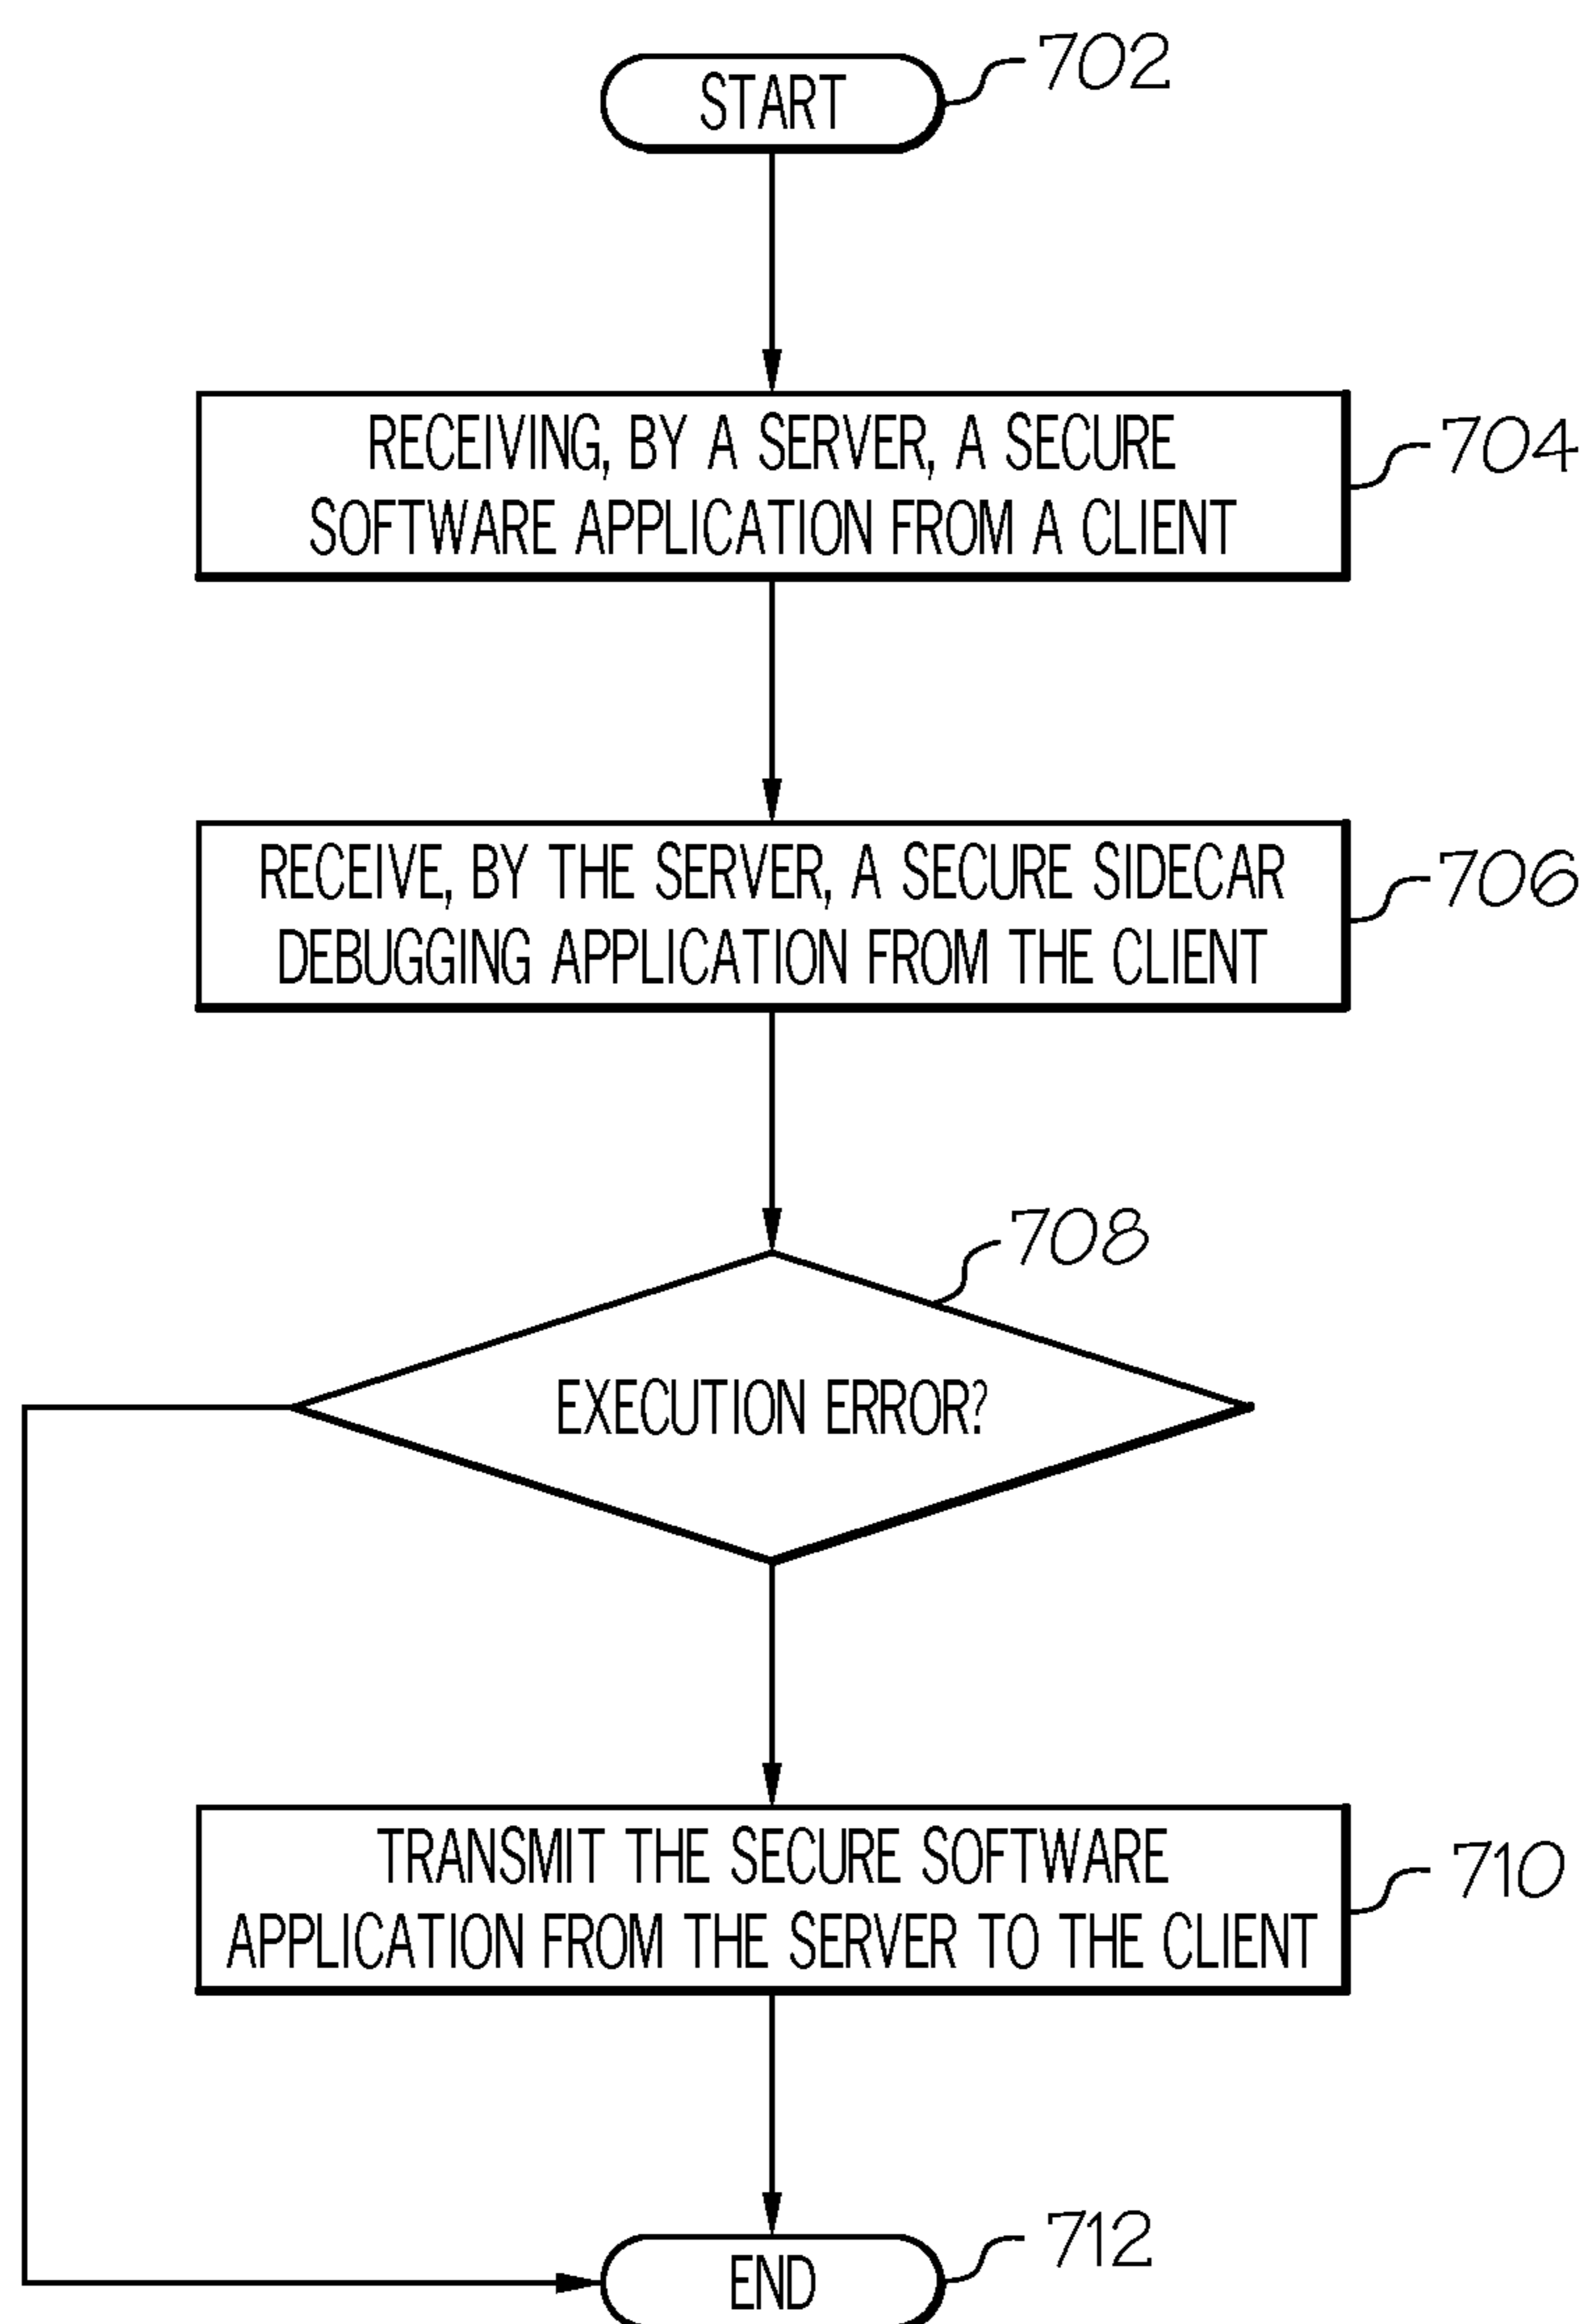 START
702
RECEIVING, BY A SERVER, A SECURE
SOFTWARE APPLICATION FROM A CLIENT
704
RECEIVE, BY THE SERVER, A SECURE SIDECAR
DEBUGGING APPLICATION FROM THE CLIENT
706
708
EXECUTION ERROR?
TRANSMIT THE SECURE SOFTWARE
APPLICATION FROM THE SERVER TO THE CLIENT
710
END
712